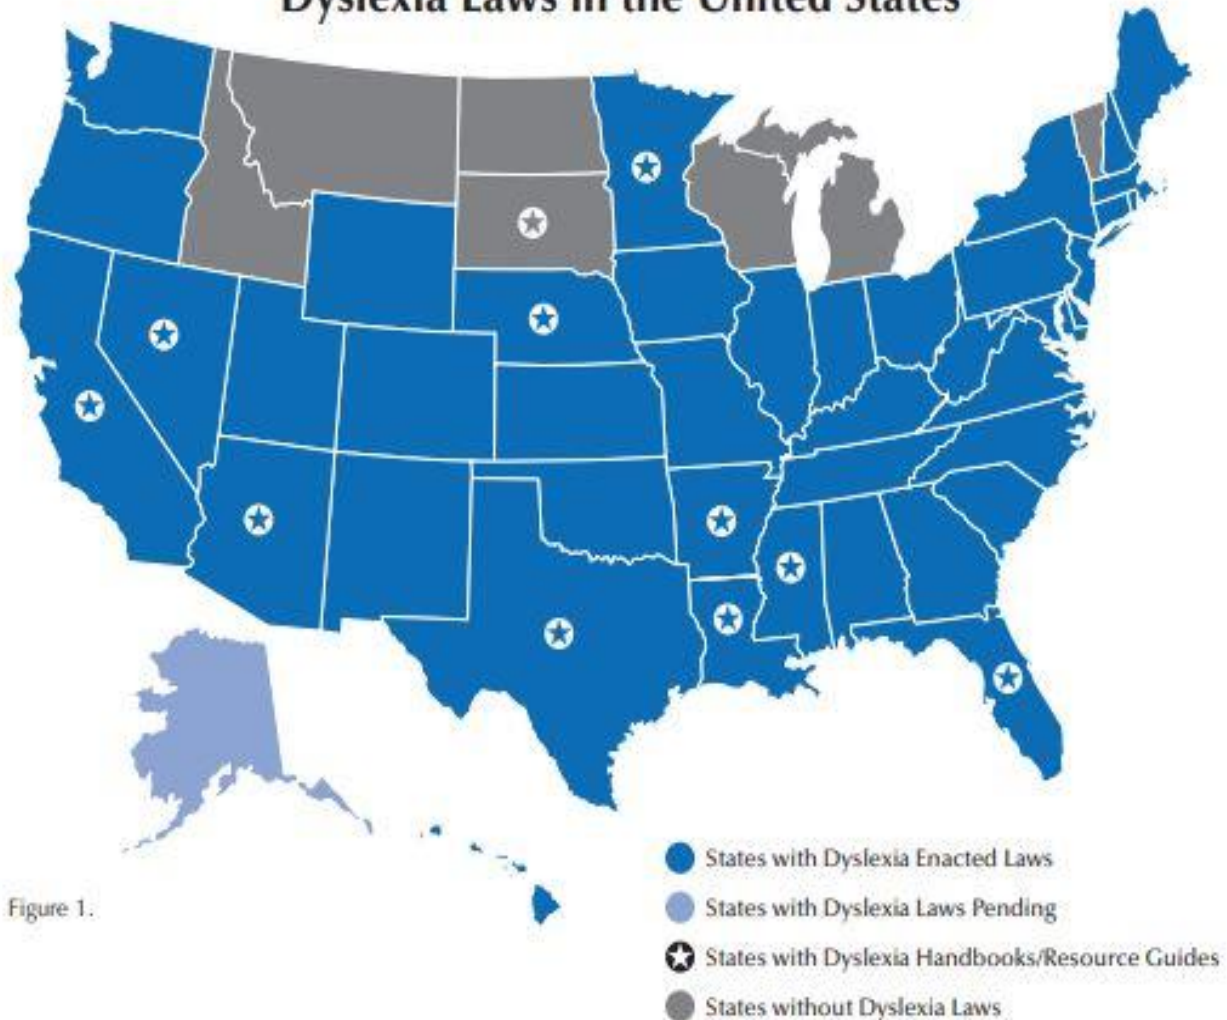 Dyslexia Laws in the United States
States with Dyslexia Enacted Laws
Figure 1.
States with Dyslexia Laws Pending
States with Dyslexia Handbooks/Resource Guides
States without Dyslexia Laws